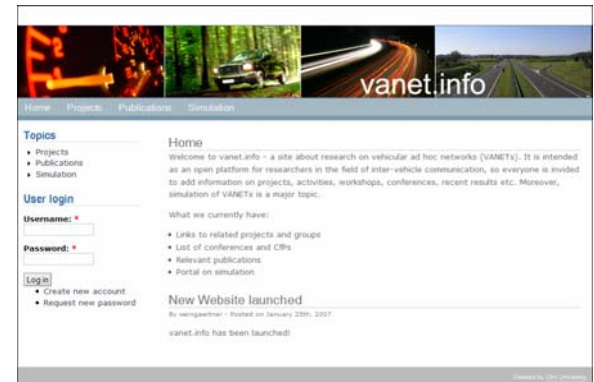 vanet.info
Home Projects Publications Simulation
Topics
Projects
Publications
Simulation
User login
Username: *
Password: *
Log in
Create new account
Request new password
Home
Welcome to vanet.info - a site about research on vehicular ad hoc networks (VANETs). It is intended
as an open platform for researchers in the field of inter-vehicle communication, so everyone is invited
to add information on projects, activities, workshops, conferences, recent results etc. Moreover,
simulation of VANETs is a major topic.
What we currently have:
Links to related projects and groups
List of conferences and CfPs
Relevant publications
Portal on simulation
New Website launched
By weingaertner - Posted on January 25th, 2007
vanet.info has been launched!
Created by Ulm University